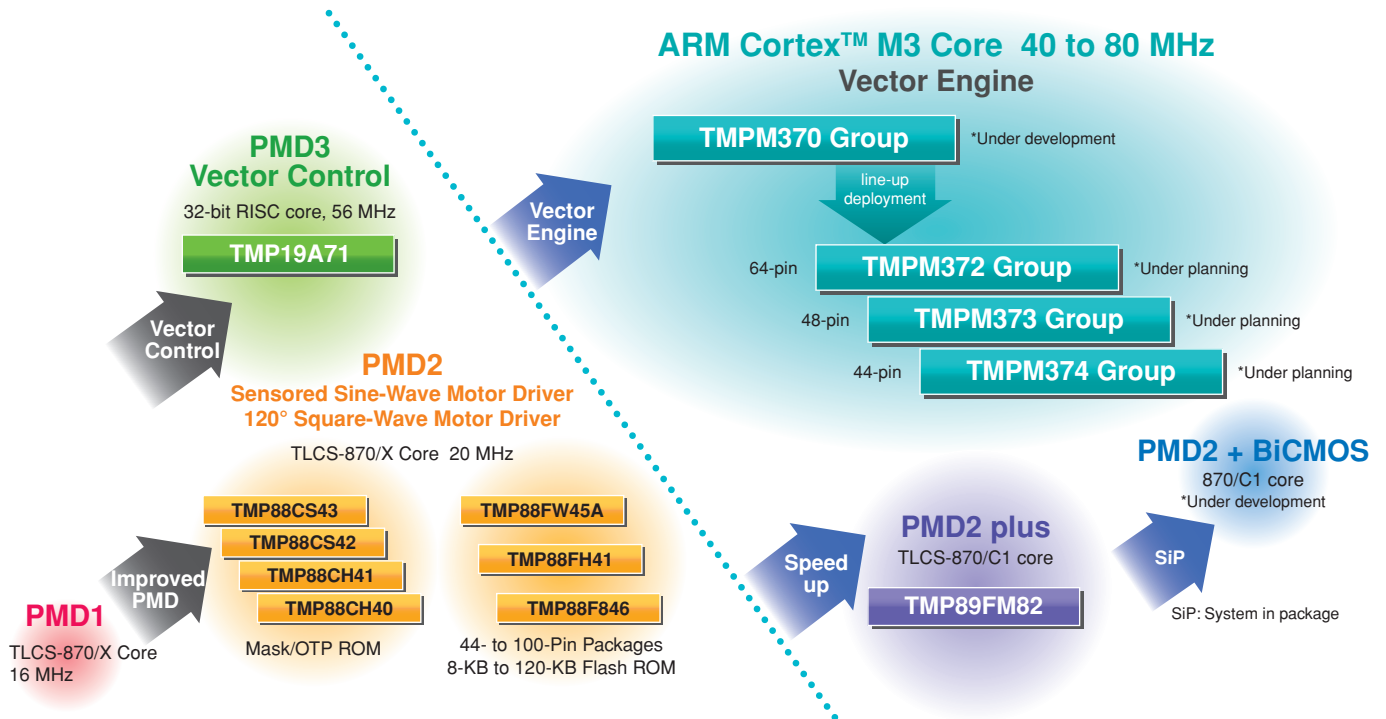 ARM Cortex™ M3 Core 40 to 80 MHz
Vector Engine
TMPM370 Group
*Under development
line-up
deployment
Vector
Engine
64-pin
TMPM372 Group
*Under planning
48-pin
TMPM373 Group
*Under planning
44-pin
TMPM374 Group
*Under planning
PMD3
Vector Control
32-bit RISC core, 56 MHz
TMP19A71
Vector
Control
PMD2
Sensored Sine-Wave Motor Driver
120° Square-Wave Motor Driver
TLCS-870/X Core 20 MHz
TMP88CS43
TMP88CS42
TMP88CH41
TMP88CH40
Mask/OTP ROM
TMP88FW45A
TMP88FH41
TMP88F846
44- to 100-Pin Packages
8-KB to 120-KB Flash ROM
Improved
PMD
PMD1
TLCS-870/X Core
16 MHz
Speed
up
PMD2 plus
TLCS-870/C1 core
TMP89FM82
SiP
PMD2 + BiCMOS
870/C1 core
*Under development
SiP: System in package